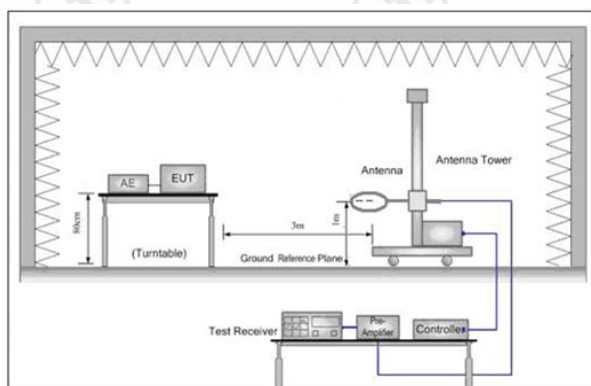 Antenna
Antenna Tower
AE
EUT
80cm
(Turntable)
3m
1m
Ground Reference Plane
Test Receiver
Pre-
Amplifier
Controller